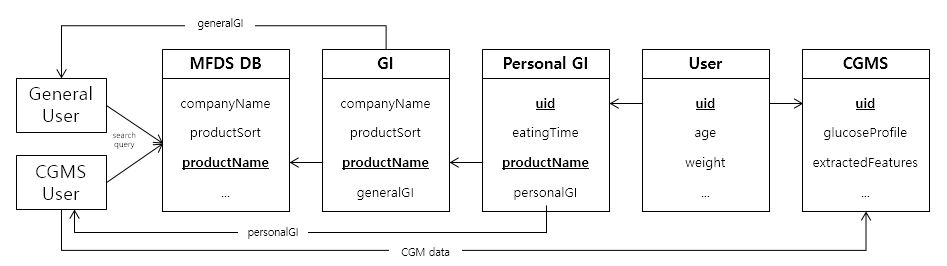 generalGI
General
User
CGMS
User
search
query
MFDS DB
companyName
productSort
productName
...
GI
companyName
productSort
productName
generalGI
Personal GI
uid
eatingTime
productName
personalGI
User
uid
age
weight
...
CGMS
uid
glucoseProfile
extractedFeatures
...
personalGI
CGM data